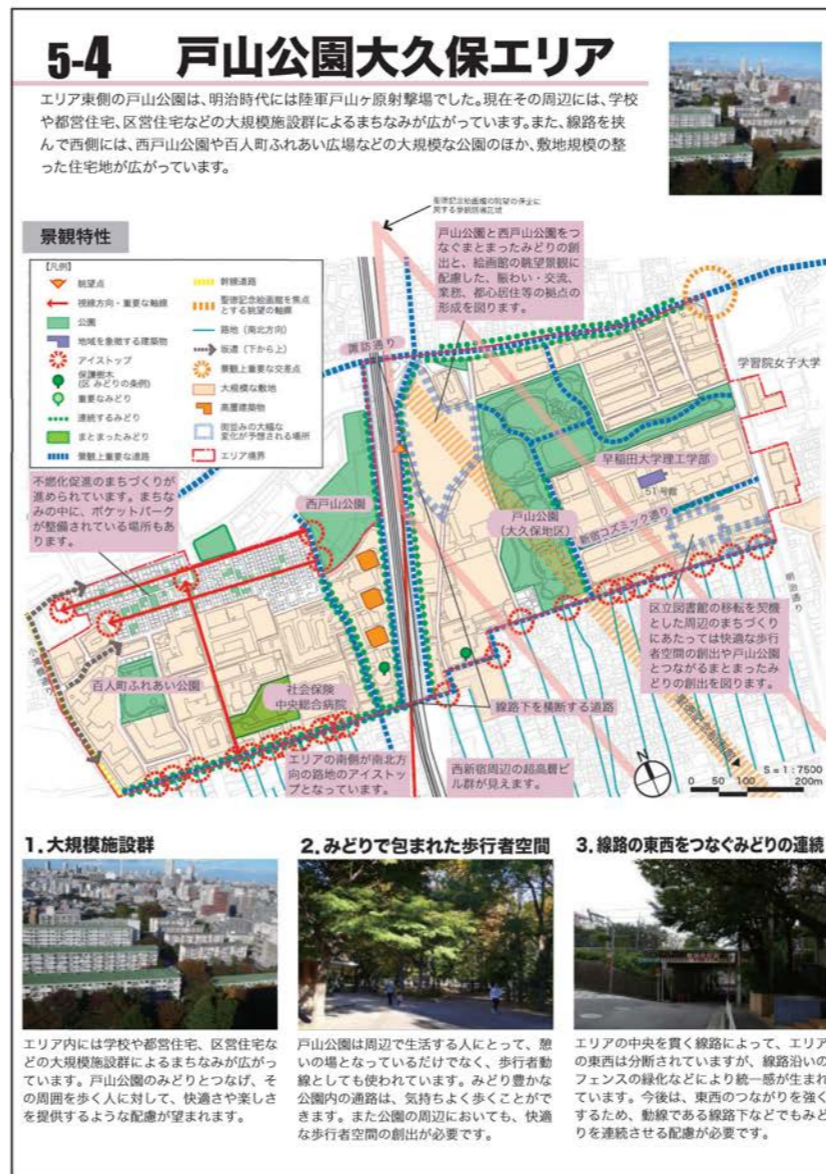 5-4 戸山公園大久保エリア
エリア東側の戸山公園は、明治時代には陸軍戸山ヶ原射撃場でした。現在その周辺には、学校
や都営住宅、区営住宅などの大規模施設群によるまちなみが広がっています。また、線路を挟
んで西側には、西戸山公園や百人町ふれあい広場などの大規模な公園のほか、敷地規模の整
った住宅地が広がっています。
景観特性
聖徳記念絵画館の眺望の保全に
関する景観誘導区域
戸山公園と西戸山公園をつ
なぐまとまったみどりの創
出と、絵画館の眺望景観に
配慮した、賑わい・交流、
業務、都心居住等の拠点の
形成を図ります。
【凡例】
眺望点
視線方向・重要な軸線
公園
地域を象徴する建築物
アイストップ
保護樹木
(区 みどりの条例)
重要なみどり
連続するみどり
まとまったみどり
景観上重要な道路
幹線道路
聖徳記念絵画館を焦点
とする眺望の軸線
路地(南北方向)
坂道(下から上)
景観上重要な交差点
大規模な敷地
高層建築物
街並みの大幅な
変化が予想される場所
エリア境界
諏訪通り
学習院女子大学
不燃化促進のまちづくりが
進められています。まちな
みの中に、ポケットパーク
が整備されている場所もあ
ります。
西戸山公園
戸山公園
(大久保地区)
早稲田大学理工学部
51号館
新宿コズミック通り
明治通り
区立図書館の移転を契機
とした周辺のまちづくり
にあたっては快適な歩行
者空間の創出や戸山公園
とつながるまとまったみ
どりの創出を図ります。
小滝橋通り
百人町ふれあい公園
社会保険
中央総合病院
線路下を横断する道路
エリアの南側が南北方
向の路地のアイストッ
プとなっています。
西新宿周辺の超高層ビ
ル群が見えます。
N
S=1:7500
0 50 100 200m
1.大規模施設群
エリア内には学校や都営住宅、区営住宅な
どの大規模施設群によるまちなみが広がっ
ています。戸山公園のみどりとつなげ、そ
の周囲を歩く人に対して、快適さや楽しさ
を提供するような配慮が望まれます。
2.みどりで包まれた歩行者空間
戸山公園は周辺で生活する人にとって、憩
いの場となっているだけでなく、歩行者動
線としても使われています。みどり豊かな
公園内の通路は、気持ちよく歩くことがで
きます。また公園の周辺においても、快適
な歩行者空間の創出が必要です。
3.線路の東西をつなぐみどりの連続
エリアの中央を貫く線路によって、エリア
の東西は分断されていますが、線路沿いの
フェンスの緑化などにより統一感が生まれ
ています。今後は、東西のつながりを強く
するため、動線である線路下などでもみど
りを連続させる配慮が必要です。